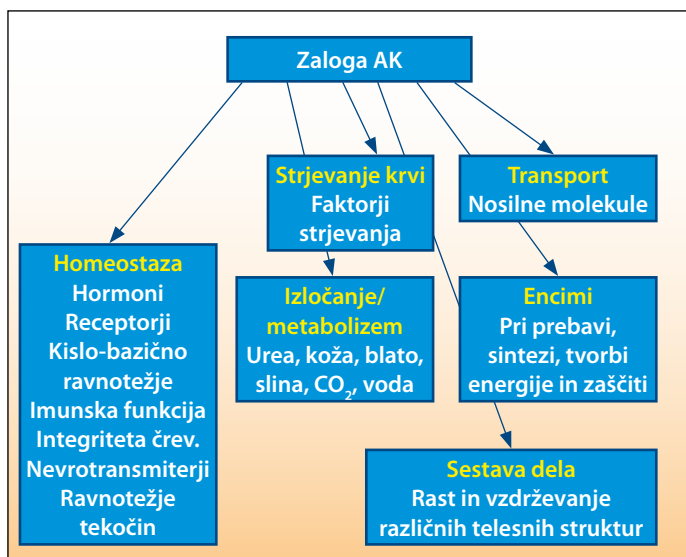 Zaloga AK
Strjevanje krvi
Faktorji
strjevanja
Transport
Nosilne molekule
Homeostaza
Hormoni
Receptorji
Kislo-bazično
ravnotežje
Imunska funkcija
Integriteta črev.
Nevrotransmiterji
Ravnotežje
tekočin
Izločanje/
metabolizem
Urea, koža, blato,
slina, CO₂, voda
Encimi
Pri prebavi,
sintezi, tvorbi
energije in zaščiti
Sestava dela
Rast in vzdrževanje
različnih telesnih struktur